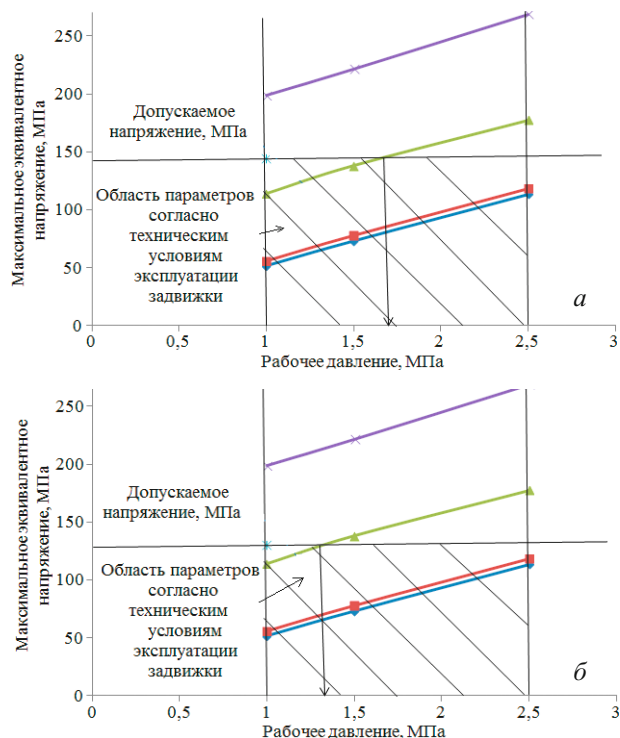 Максимальное эквивалентное
напряжение, МПа
250
200
150
100
50
0
Допускаемое
напряжение, МПа
Область параметров
согласно
техническим
условиям
эксплуатации
задвижки
а
0
0,5
1
1,5
2
2,5
3
Рабочее давление, МПа
Максимальное эквивалентное
напряжение, МПа
250
200
150
100
50
0
Допускаемое
напряжение, МПа
Область параметров
согласно
техническим
условиям
эксплуатации
задвижки
б
0
0,5
1
1,5
2
2,5
3
Рабочее давление, МПа